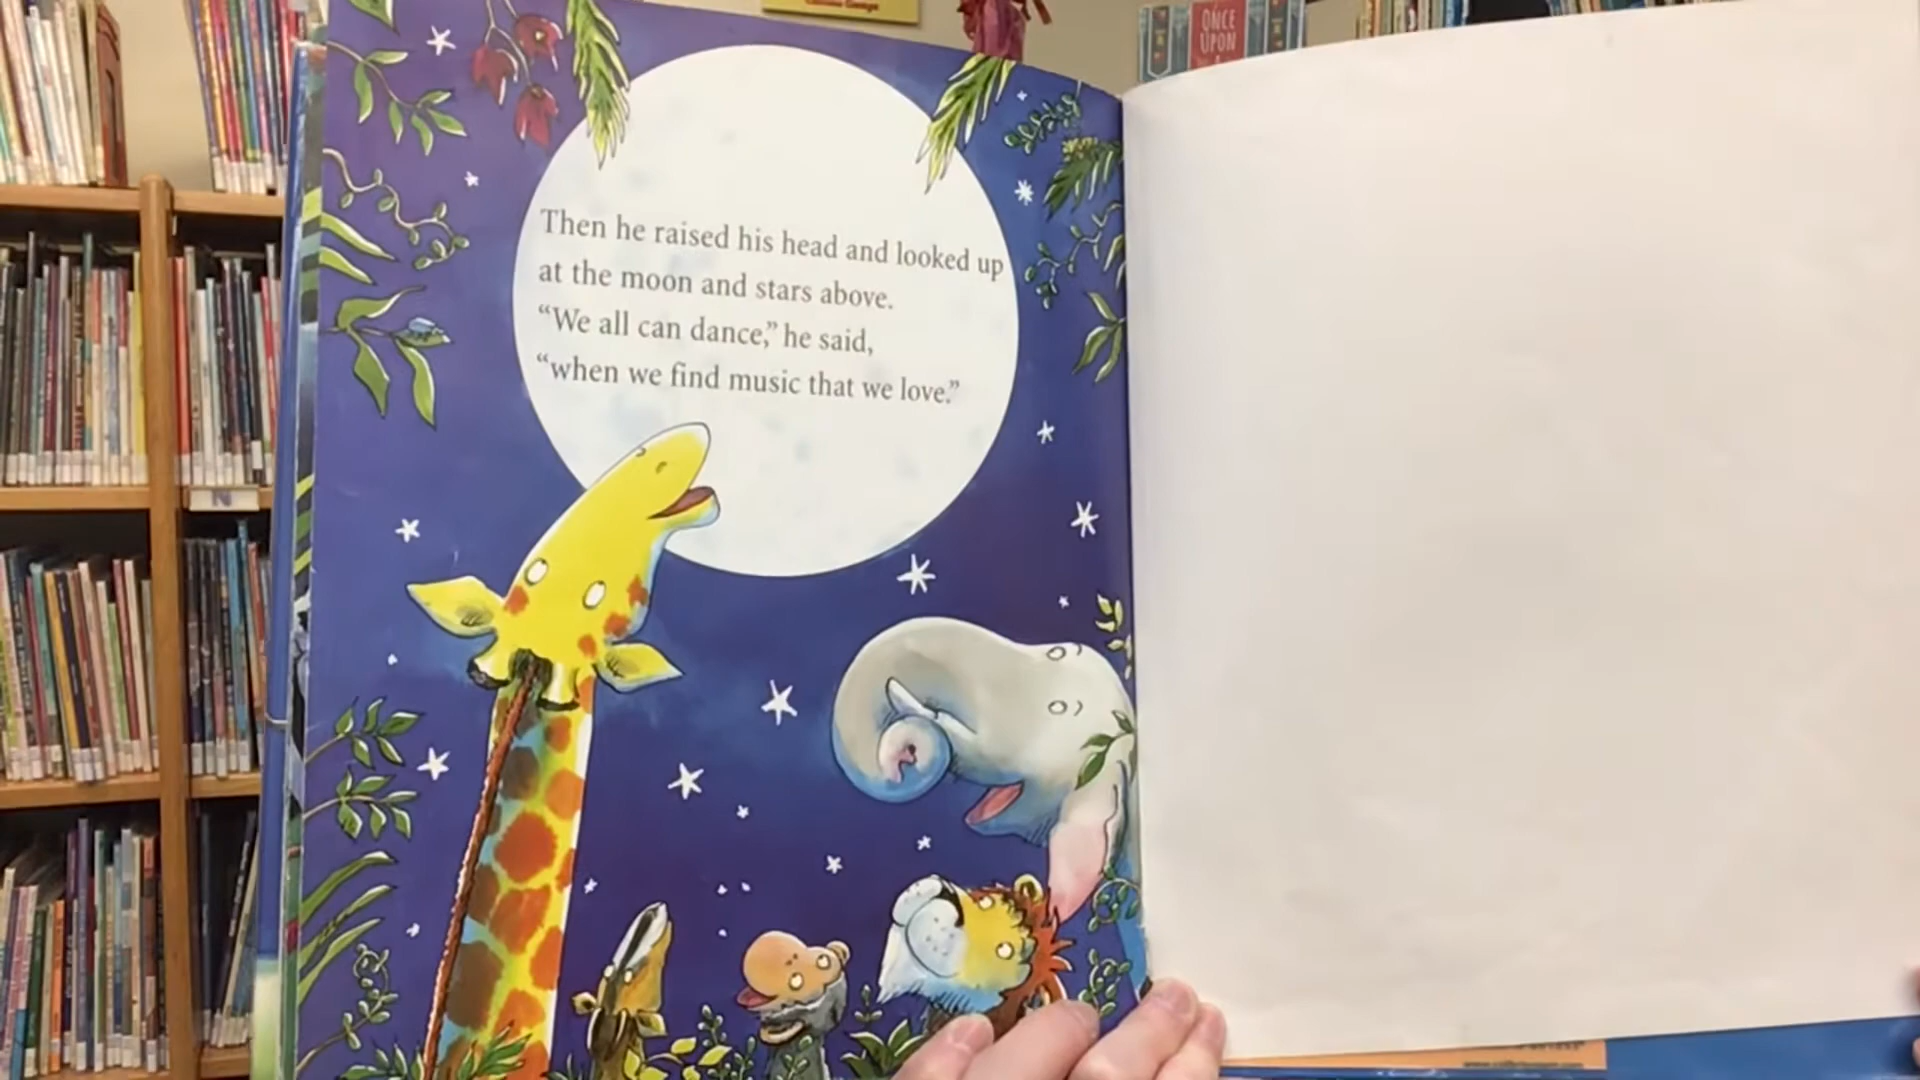 ONCE
UPON
Then he raised his head and looked up
at the moon and stars above.
“We all can dance,” he said,
“when we find music that we love.”
N